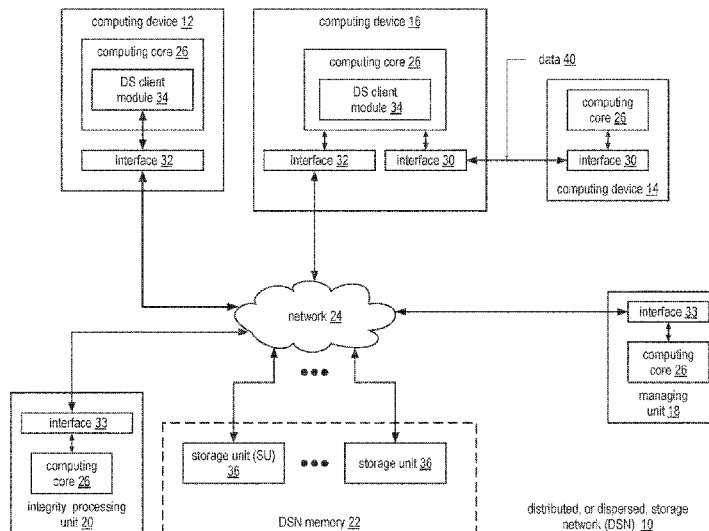 computing device 12
computing core 26
DS client module 34
interface 32
computing device 16
computing core 26
DS client module 34
interface 32
interface 30
data 40
computing core 26
interface 30
computing device 14
network 24
interface 33
computing core 26
managing unit 18
interface 33
computing core 26
integrity processing
unit 20
storage unit (SU)
36
storage unit 36
DSN memory 22
distributed, or dispersed, storage
network (DSN) 10